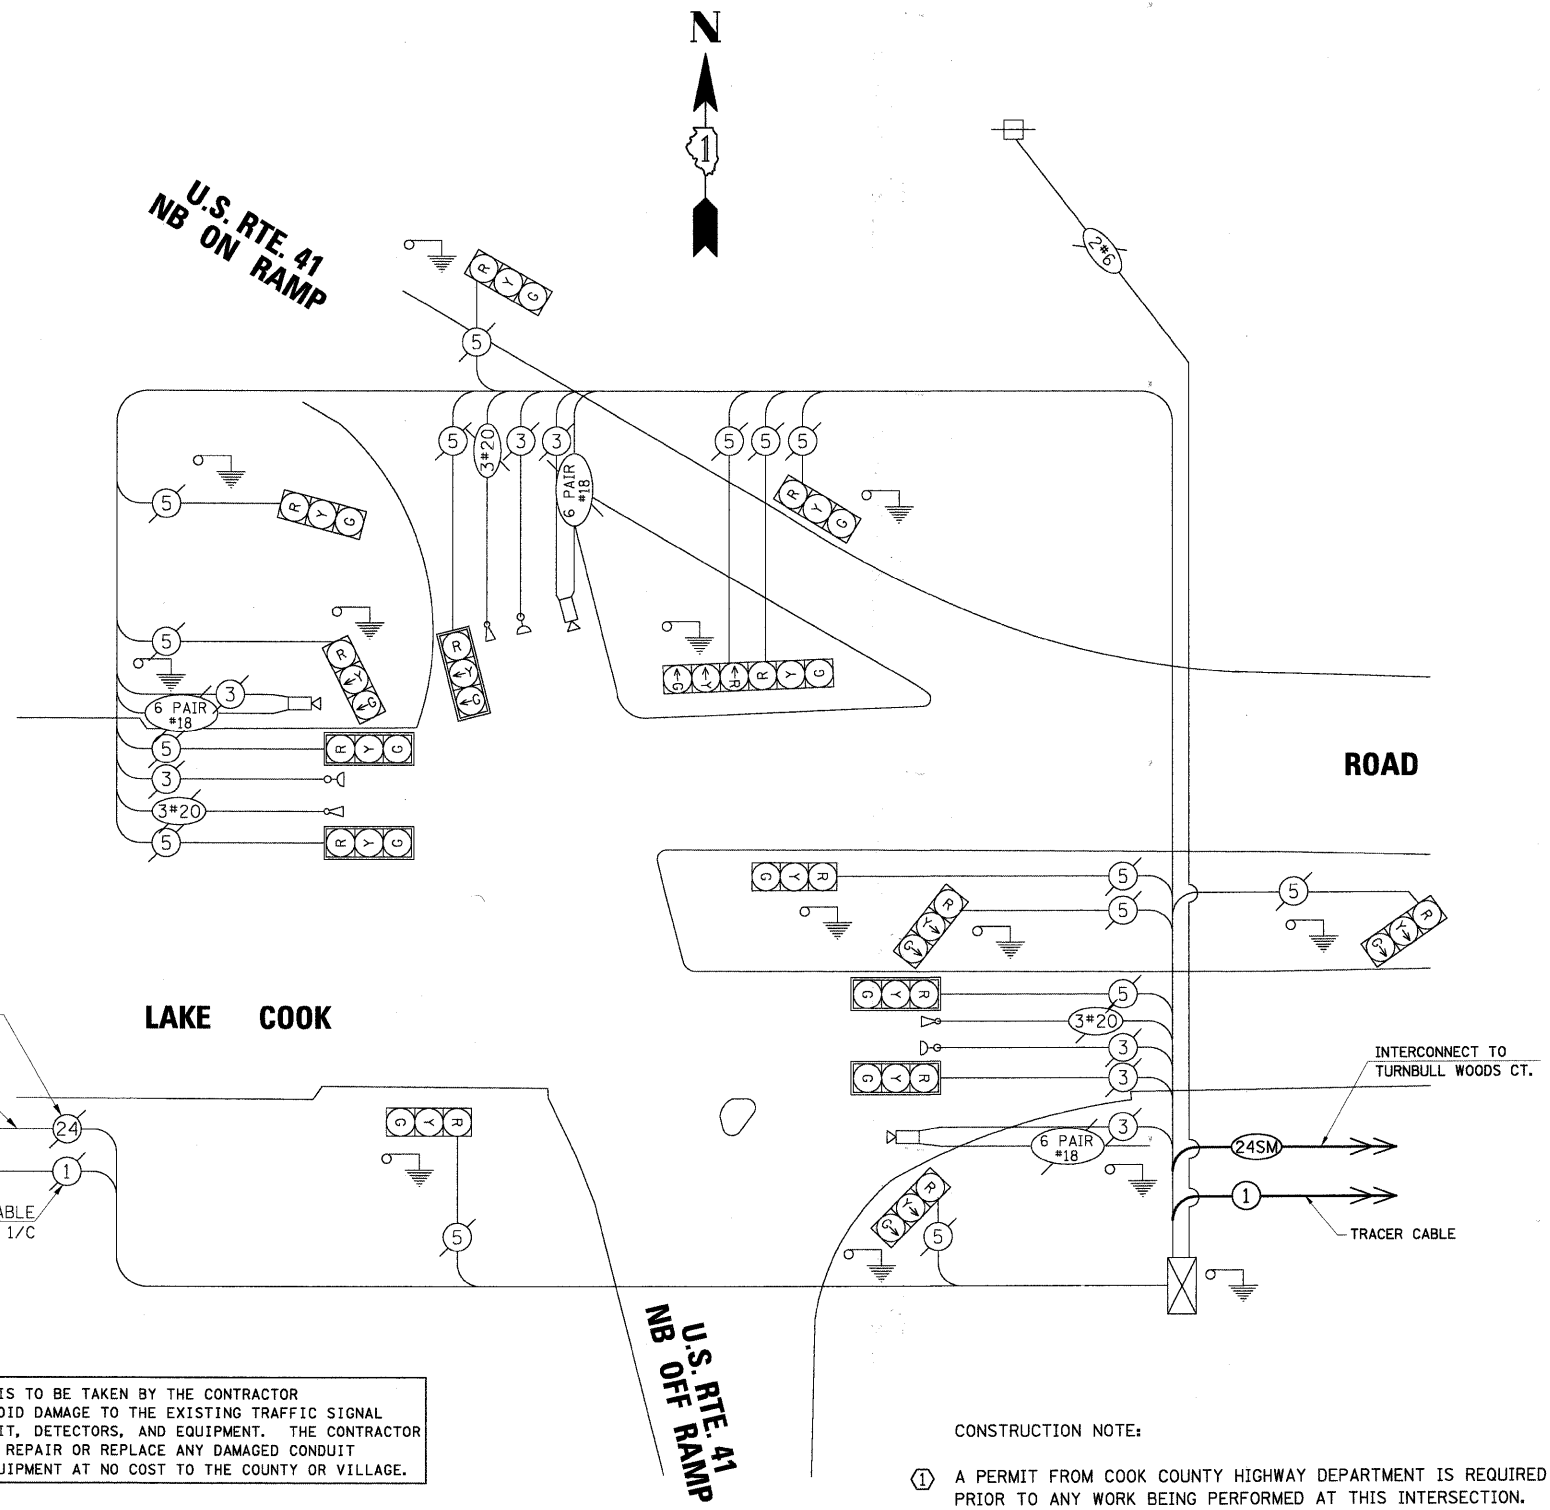 N
1
U.S. RTE. 41
NB ON RAMP
2#6
R Y G
5
5
3#20
3
3
6 PAIR
#18
5
5
5
R Y G
5
R Y G
5
R Y G
R Y G
G Y R R Y G
3
6 PAIR
#18
5
R Y G
3
3#20
5
R Y G
ROAD
G Y R
5
5
R Y G
5
R Y G
LAKE COOK
G Y R
5
3#20
3
G Y R
3
INTERCONNECT TO
TURNBULL WOODS CT.
24
1
ABLE
1/C
G Y R
5
3
6 PAIR
#18
R Y G
5
24SM
1
TRACER CABLE
U.S. RTE. 41
NB OFF RAMP
IS TO BE TAKEN BY THE CONTRACTOR
OID DAMAGE TO THE EXISTING TRAFFIC SIGNAL
IT, DETECTORS, AND EQUIPMENT. THE CONTRACTOR
REPAIR OR REPLACE ANY DAMAGED CONDUIT
UIPMENT AT NO COST TO THE COUNTY OR VILLAGE.
CONSTRUCTION NOTE:
1 A PERMIT FROM COOK COUNTY HIGHWAY DEPARTMENT IS REQUIRED
PRIOR TO ANY WORK BEING PERFORMED AT THIS INTERSECTION.